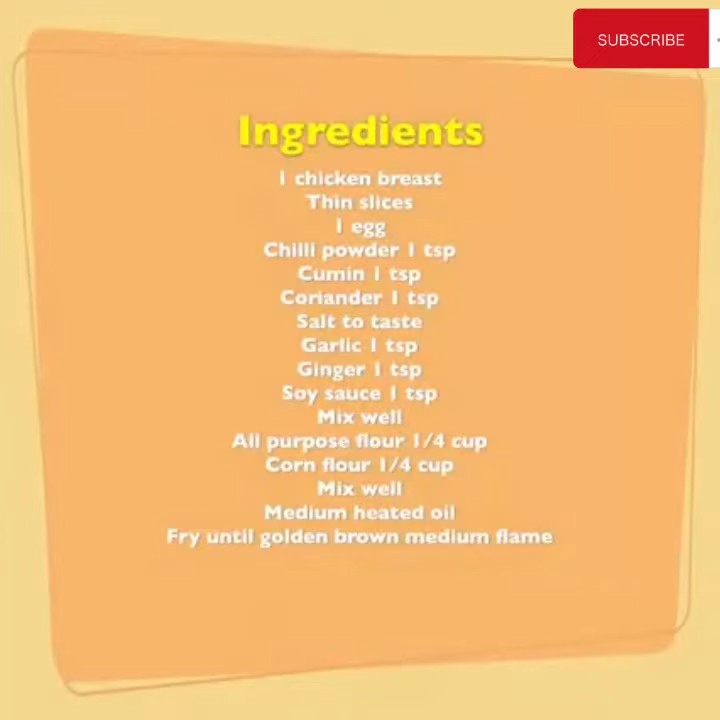 SUBSCRIBE
Ingredients
1 chicken breast
Thin slices
1 egg
Chilli powder 1 tsp
Cumin 1 tsp
Coriander 1 tsp
Salt to taste
Garlic 1 tsp
Ginger 1 tsp
Soy sauce 1 tsp
Mix well
All purpose flour 1/4 cup
Corn flour 1/4 cup
Mix well
Medium heated oil
Fry until golden brown medium flame